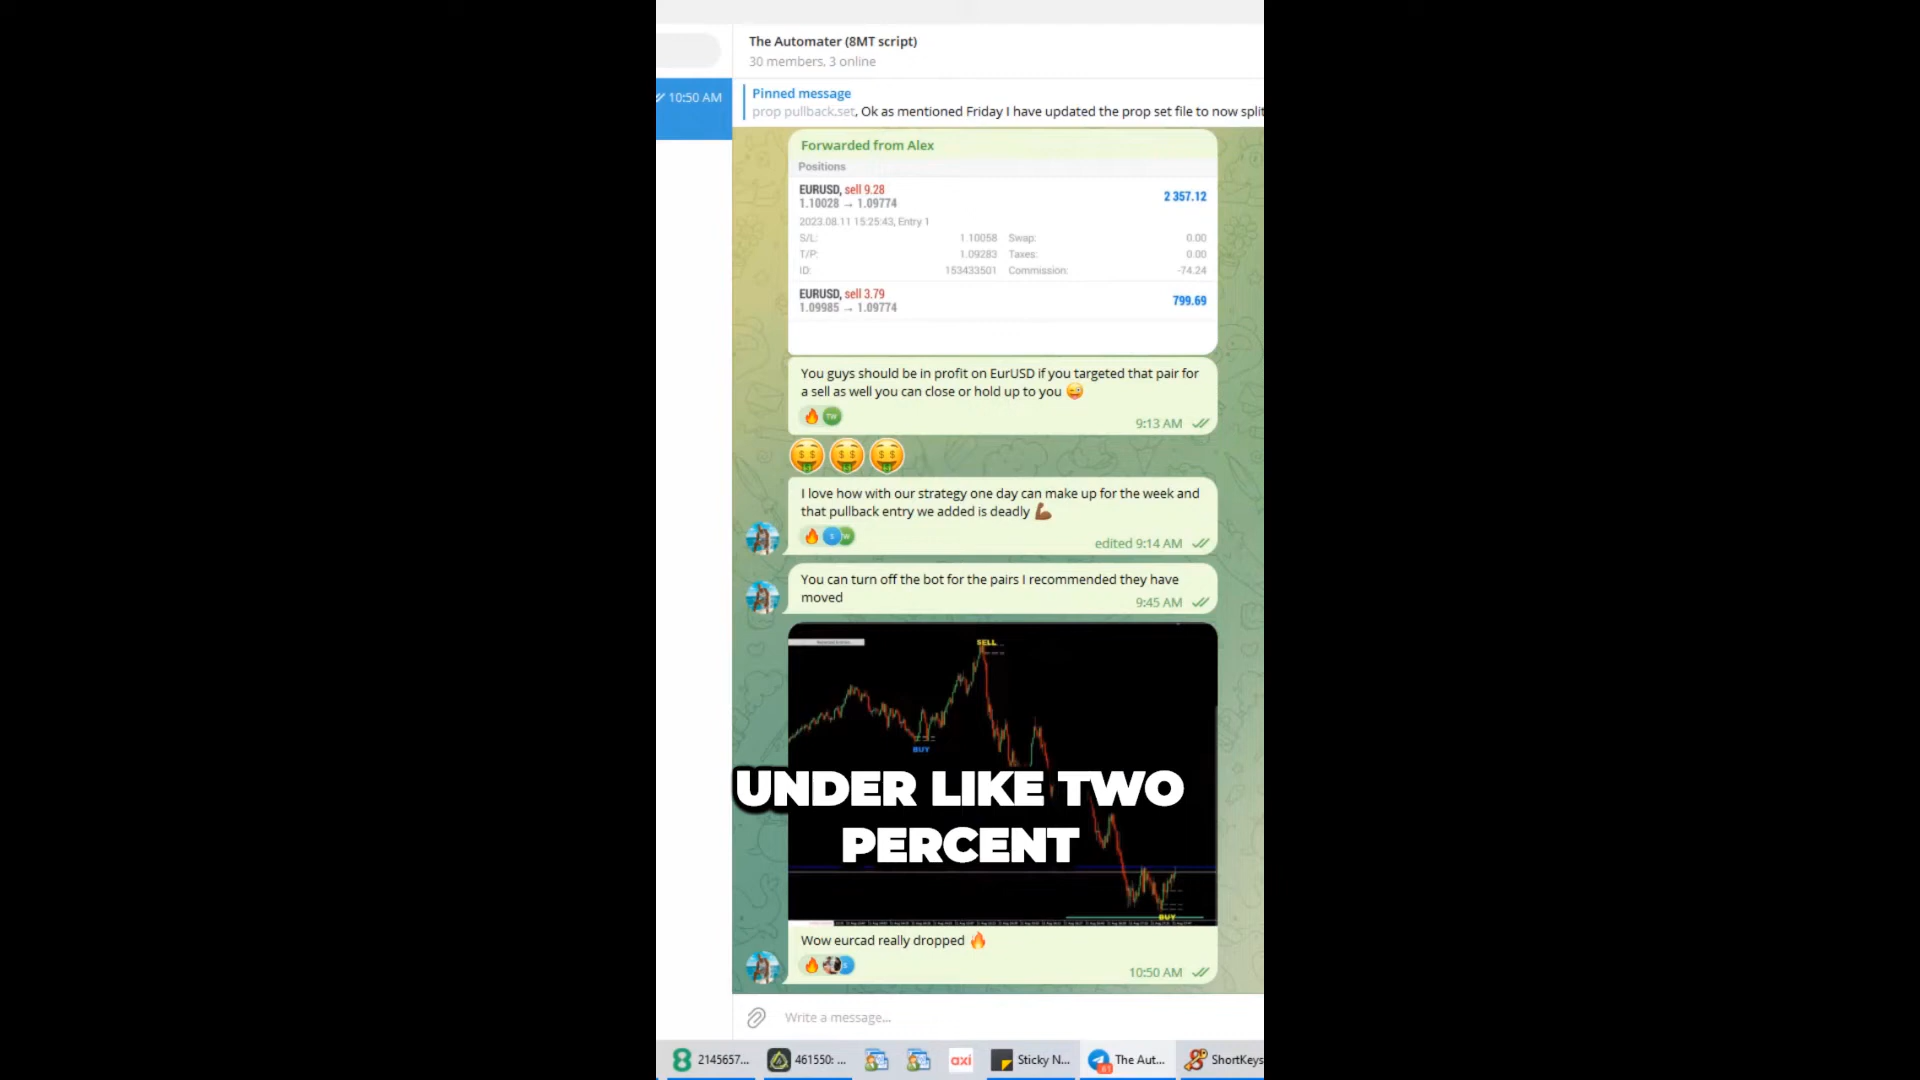 The Automater (8MT script)
30 members, 3 online
10:50 AM
Pinned message
prop pullback.set, Ok as mentioned Friday I have updated the prop set file to now split
Forwarded from Alex
Positions
EURUSD, sell 9.28
1.10028 → 1.09774
2 357.12
2023.08.11 15:25:43, Entry 1
S/L: 1.10058 Swap: 0.00
T/P: 1.09283 Taxes: 0.00
ID: 153433501 Commission: -74.24
EURUSD, sell 3.79
1.09985 → 1.09774
799.69
You guys should be in profit on EurUSD if you targeted that pair for
a sell as well you can close or hold up to you 😜
🔥 TW
9:13 AM
🤑🤑🤑
I love how with our strategy one day can make up for the week and
that pullback entry we added is deadly 💪🏾
🔥 S W
edited 9:14 AM
You can turn off the bot for the pairs I recommended they have
moved
9:45 AM
SELL
BUY
UNDER LIKE TWO
PERCENT
BUY
Wow eurcad really dropped 🔥
🔥 S
10:50 AM
Write a message...
2145657... 461550: ... axi Sticky N... The Aut... ShortKeys